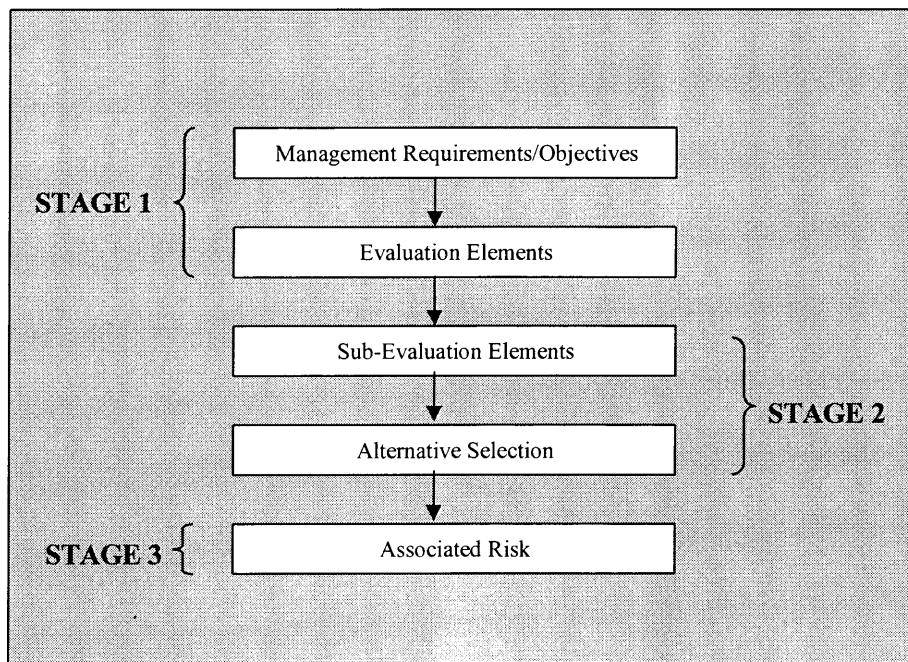 Management Requirements/Objectives
STAGE 1
Evaluation Elements
Sub-Evaluation Elements
STAGE 2
Alternative Selection
Associated Risk
STAGE 3